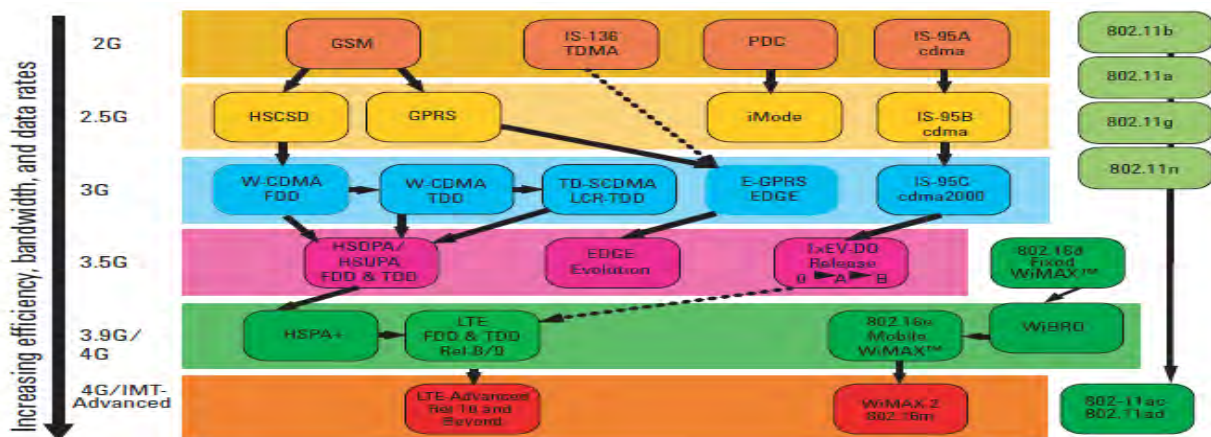 Increasing efficiency, bandwidth, and data rates
2G
GSM
IS-136
TDMA
PDC
IS-95A
cdma
802.11b
802.11a
2.5G
HSCSD
GPRS
iMode
IS-95B
cdma
802.11g
802.11n
3G
W-CDMA
FDD
W-CDMA
TDD
TD-SCDMA
LCR-TDD
E-GPRS
EDGE
IS-95C
cdma2000
3.5G
HSDPA/
HSUPA
FDD & TDD
EDGE
Evolution
1xEV-DO
Release
0 ► A ► B
802.16d
Fixed
WiMAX™
3.9G/
4G
HSPA+
LTE
FDD & TDD
Rel-8/9
802.16e
Mobile
WiMAX™
WiBRO
4G/IMT-
Advanced
LTE-Advanced
Rel-10 and
Beyond
WiMAX-2
802.16m
802-11ac
802.11ad